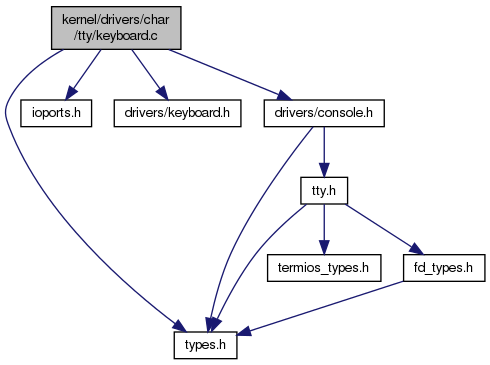 kernel/drivers/char
/tty/keyboard.c
ioports.h
drivers/keyboard.h
drivers/console.h
tty.h
termios_types.h
fd_types.h
types.h